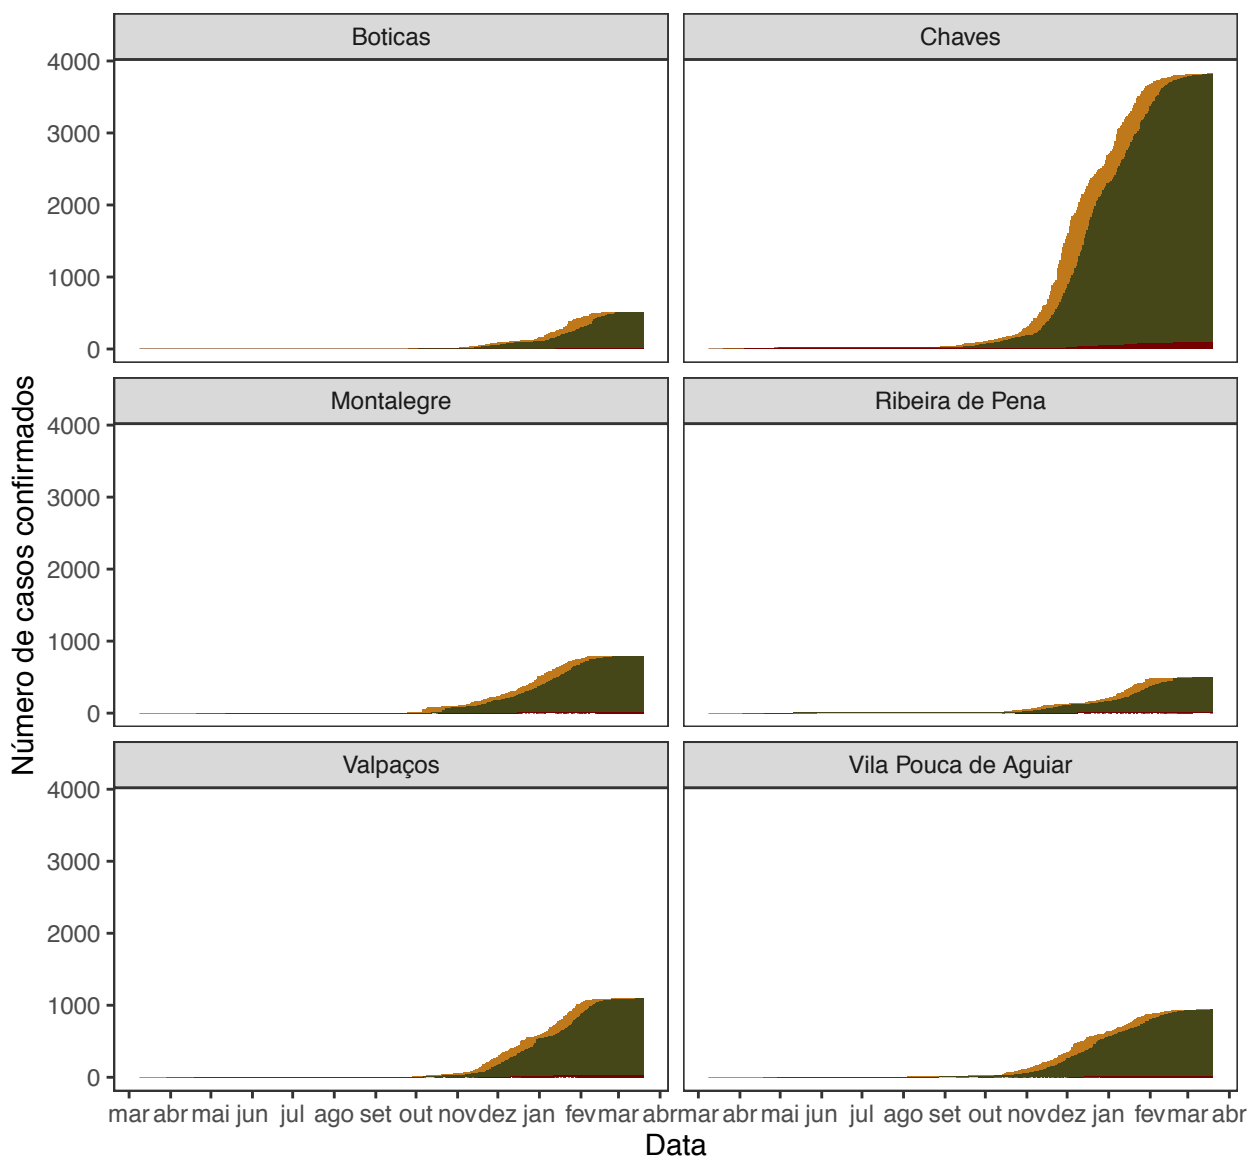 Boticas
Chaves
4000
3000
2000
1000
0
Montalegre
Ribeira de Pena
4000
3000
2000
1000
0
Número de casos confirmados
Valpaços
Vila Pouca de Aguiar
4000
3000
2000
1000
0
mar abr mai jun jul ago set out nov dez jan fev mar abr
mar abr mai jun jul ago set out nov dez jan fev mar abr
Data